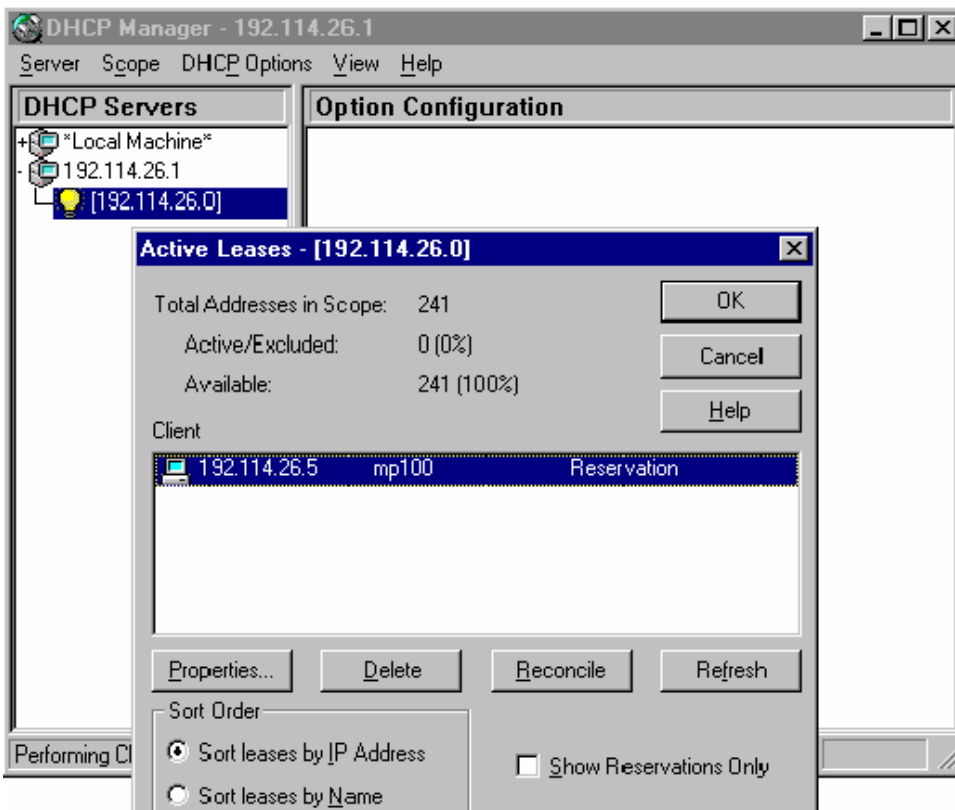 DHCP Manager - 192.114.26.1
Server Scope DHCP Options View Help
DHCP Servers
Option Configuration
+ *Local Machine*
- 192.114.26.1
[192.114.26.0]
Active Leases - [192.114.26.0]
Total Addresses in Scope: 241
Active/Excluded: 0 (0%)
Available: 241 (100%)
OK
Cancel
Help
Client
192.114.26.5 mp100 Reservation
Properties... Delete Reconcile Refresh
Sort Order
Sort leases by IP Address
Sort leases by Name
Show Reservations Only
Performing